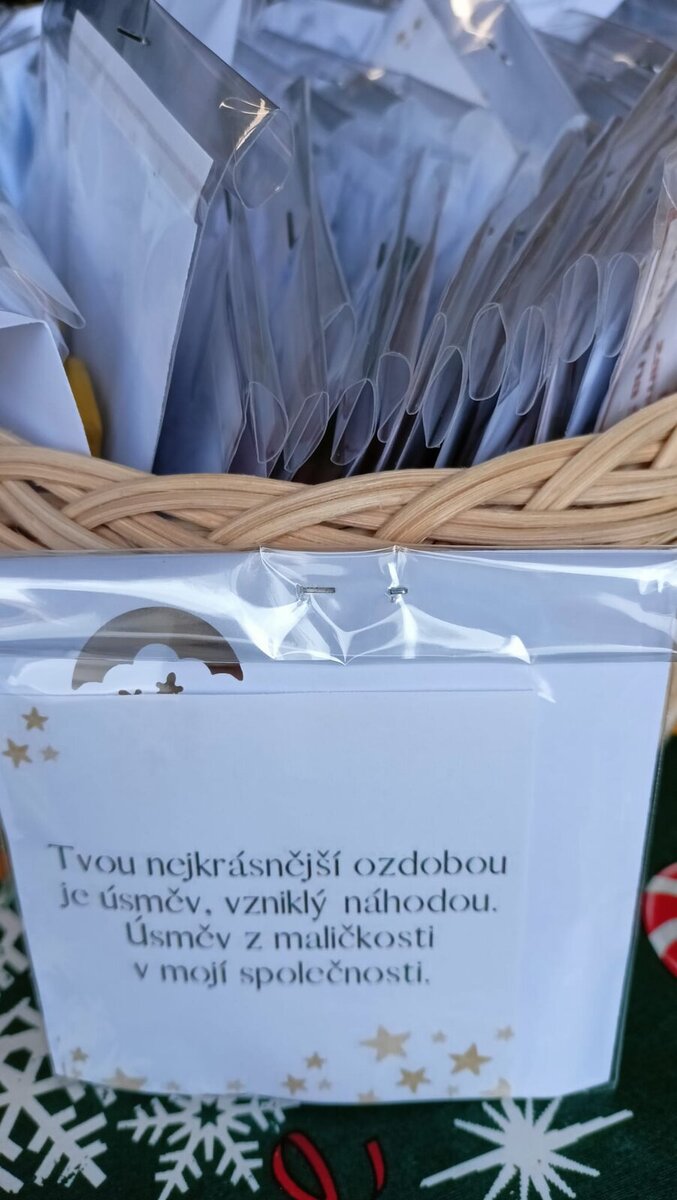 Tvou nejkrásnější ozdobou
je úsměv, vzniklý náhodou.
Úsměv z maličkosti
v mojí společnosti.